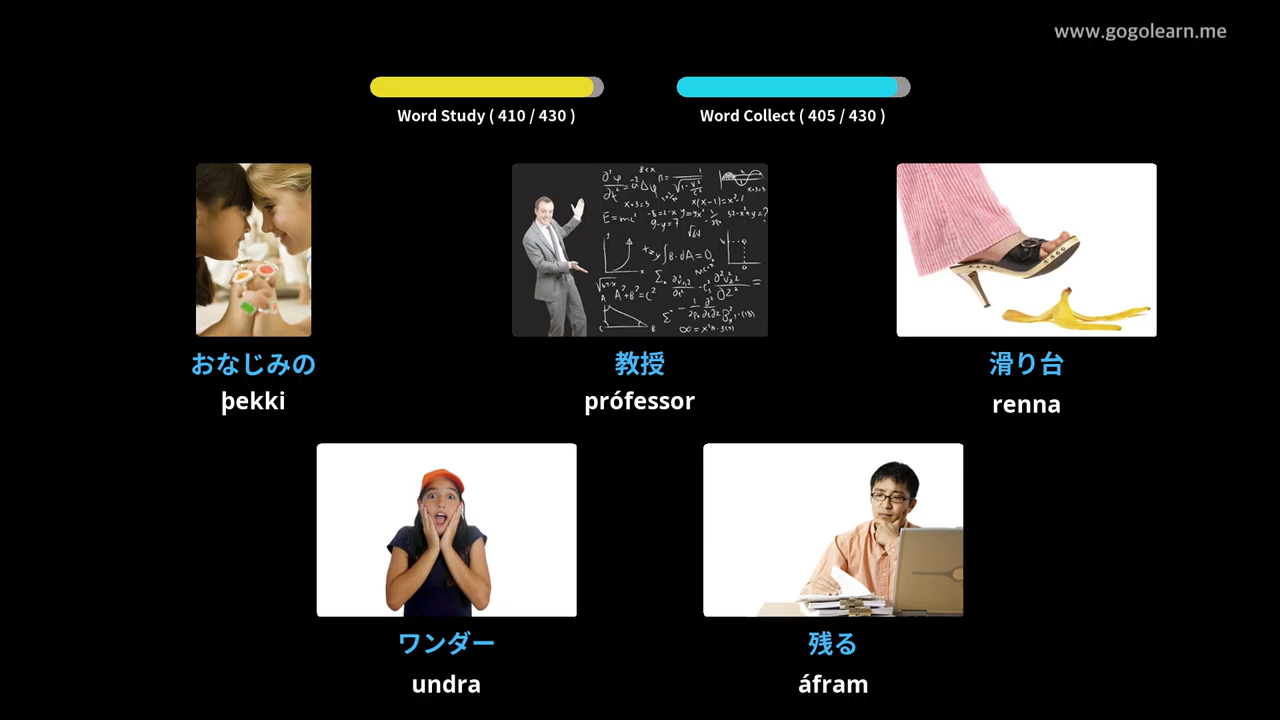 www.gogolearn.me
Word Study ( 410 / 430 )
Word Collect ( 405 / 430 )
おなじみの
þekki
教授
prófessor
滑り台
renna
ワンダー
undra
残る
áfram